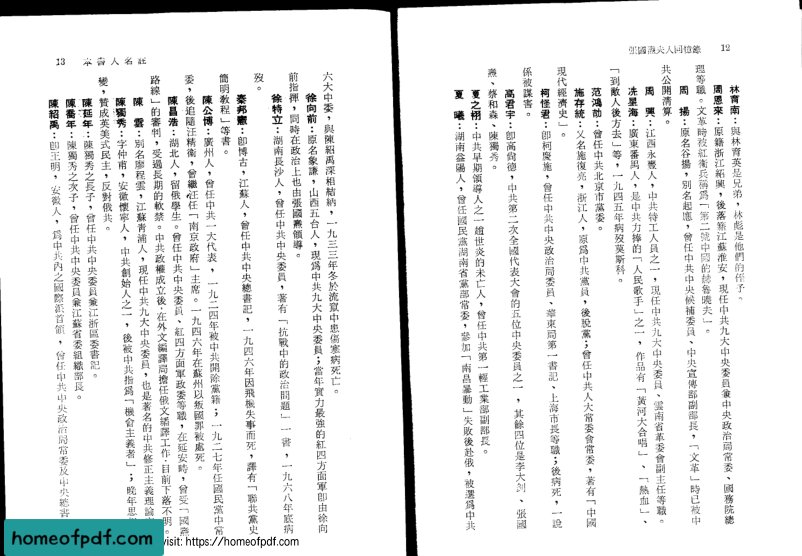 張國燾夫人回憶錄 12
林育南：與林育英是兄弟，林彪是他們的侄子。
周恩來：原籍浙江紹興，後落籍江蘇淮安，現任中共九大中央委員兼中央政治局常委、國務院總
理等職。
周　揚：原名谷揚，別名起應，曾任中共中央候補委員、中央宣傳部副部長，「文革」時已被中
共公開清算。文革時被紅衛兵稱爲「第二號中國的赫魯曉夫」。
周　興：江西永豐人，中共特工人員之一，現任中共九大中央委員、雲南省革委會副主任等職。
冼星海：廣東番禺人，是中共力捧的「人民歌手」之一，作品有「黃河大合唱」、「熱血」、
「到敵人後方去」等，一九四五年病歿莫斯科。
范鴻劼：曾任中共北京市黨委。
施存統：又名施復亮，浙江人，原爲中共黨員，後脫黨；曾任中共人大常委會常委，著有「中國
現代經濟史」。
柯怪君：卽柯慶施，曾任中共中央政治局委員、華東局第一書記、上海市長等職；後病死，一說
係被謀害。
高君宇：卽高尙德，中共第二次全國代表大會的五位中央委員之一，其餘四位是李大釗、張國
燾、蔡和森、陳獨秀。
夏之栩：中共早期領導人之一趙世炎的未亡人，曾任中共第一輕工業部副部長。
夏　曦：湖南益陽人，曾任國民黨湖南省黨部常委，參加「南昌暴動」失敗後赴俄，被選爲中共
13 本書人名註
六大中委，與陳紹禹深相結納，一九三三年冬於流竄中患傷寒病死亡。
徐向前：原名象謙，山西五台人，現爲中共九大中央委員；當年實力最強的紅四方面軍卽由徐向
前指揮，同時在政治上也由張國燾領導。
徐特立：湖南長沙人，曾任中共中央委員，著有「抗戰中的政治問題」一書，一九六八年底病
歿。
秦邦憲：卽博古，江蘇人，曾任中共中央總書記，一九四六年因飛機失事而死，譯有「聯共黨史
簡明敎程」等書。
陳公博：廣州人，曾任中共一大代表，一九二四年被中共開除黨籍；一九二七年任國民黨中常
委，後追隨汪精衛，曾繼汪任「南京政府」主席。一九四六年在蘇州以叛國罪被處死。
陳昌浩：湖北人，留俄學生。曾任中共中央委員、紅四方面軍政委等職，在延安時，曾受「國燾
路線」的審判，受過長期的軟禁。中共政權成立後，在外文編譯局擔任俄文繙譯工作，目前下落不明。
陳　雲：別名廖程雲，江蘇青浦人，現任中共九大中央委員，也是著名的中共修正主義理論
陳獨秀：字仲甫，安徽懷寧人，中共創始人之一，後被中共指爲「機會主義者」；晚年思
變，贊成英美式民主，反對俄共。
陳延年：陳獨秀之長子，曾任中共中央委員兼江浙區委書記。
陳喬年：陳獨秀之次子，曾任中共中央委員兼江蘇省委組織部長。
陳紹禹：卽王明，安徽人，爲中共內之國際派首領，曾任中共中央政治局常委及中央總書
homeofpdf.com
visit: https://homeofpdf.com